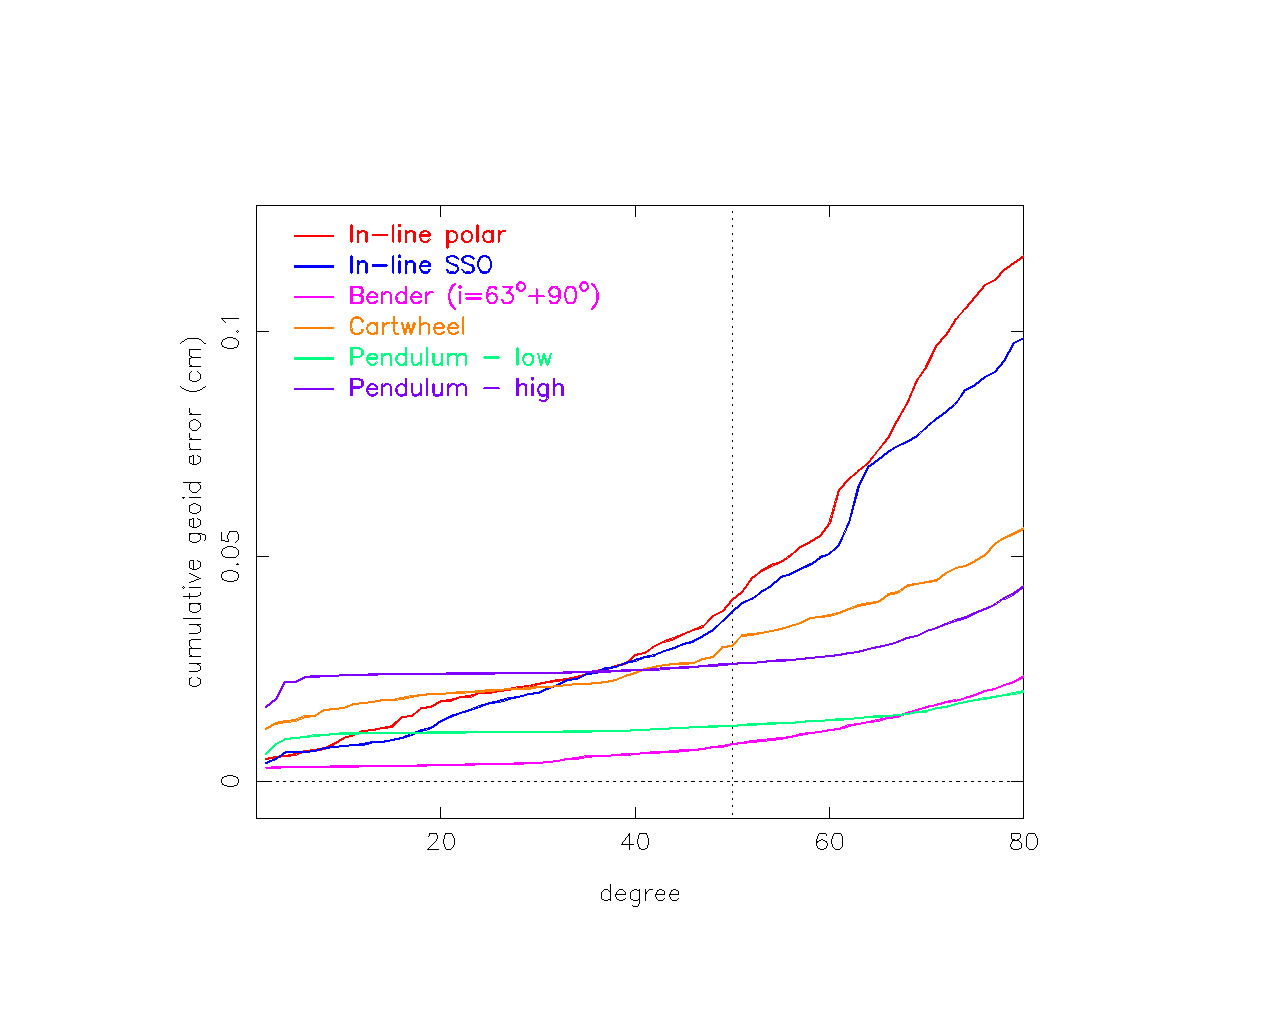 In-line polar
In-line SSO
Bender (i=63°+90°)
Cartwheel
Pendulum - low
Pendulum - high
cumulative geoid error (cm)
0.1
0.05
0
20 40 60 80
degree